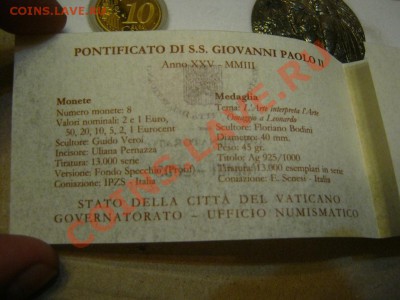 COINS.LAVE.RU
10
PONTIFICATO DI S.S. GIOVANNI PAOLO II
Anno XXV - MMIII
Monete
Numero monete: 8
Valori nominali: 2 e 1 Euro,
50, 20, 10, 5, 2, 1 Eurocent
Scultore: Guido Veroi
Incisore: Uliana Pernazza
Tiratura: 13.000 serie
Versione: Fondo Specchio (Proof)
Coniazione: IPZS - Italia
Medaglia
Tema: L'Arte interpreta l'Arte
Omaggio a Leonardo
Scultore: Floriano Bodini
Diametro: 40 mm.
Peso: 45 gr.
Titolo: Ag 925/1000
Tiratura: 13.000 esemplari in serie
Coniazione: E. Senesi - Italia
STATO DELLA CITTÀ DEL VATICANO
GOVERNATORATO - UFFICIO NUMISMATICO
COINS.LAVE.RU